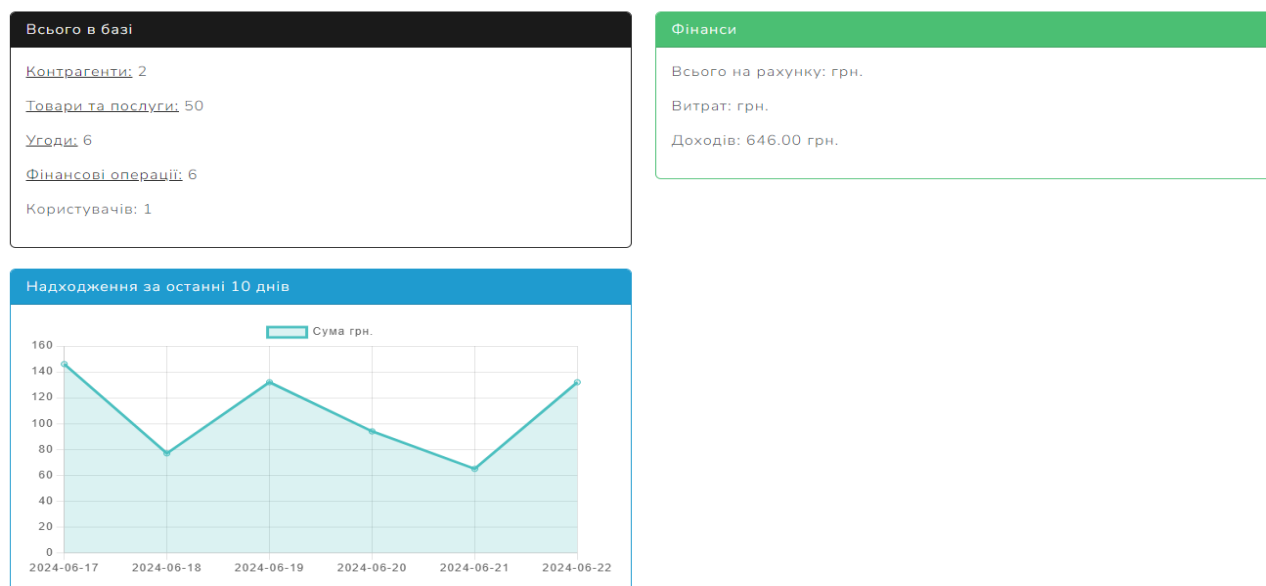 Всього в базі
Контрагенти: 2
Товари та послуги: 50
Угоди: 6
Фінансові операції: 6
Користувачів: 1
Фінанси
Всього на рахунку: грн.
Витрат: грн.
Доходів: 646.00 грн.
Надходження за останні 10 днів
Сума грн.
160
140
120
100
80
60
40
20
0
2024-06-17 2024-06-18 2024-06-19 2024-06-20 2024-06-21 2024-06-22